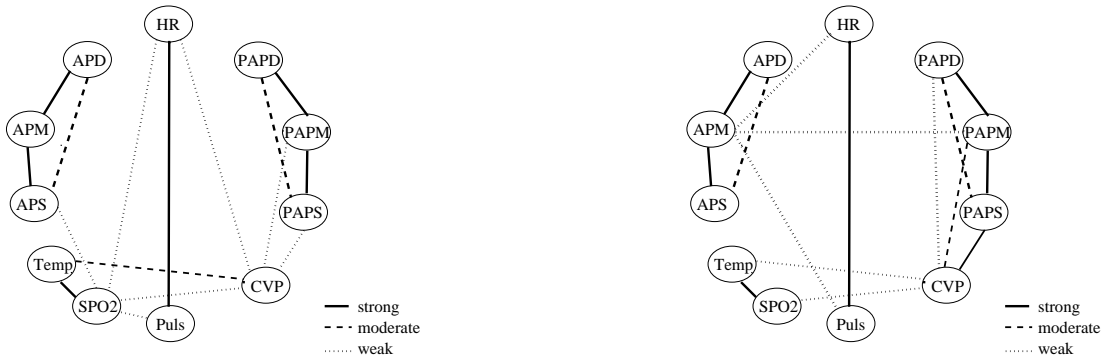 HR
APD
PAPD
APM
PAPM
APS
PAPS
Temp
CVP
SPO2
Puls
strong
moderate
weak
HR
APD
PAPD
APM
PAPM
APS
PAPS
Temp
CVP
SPO2
Puls
strong
moderate
weak